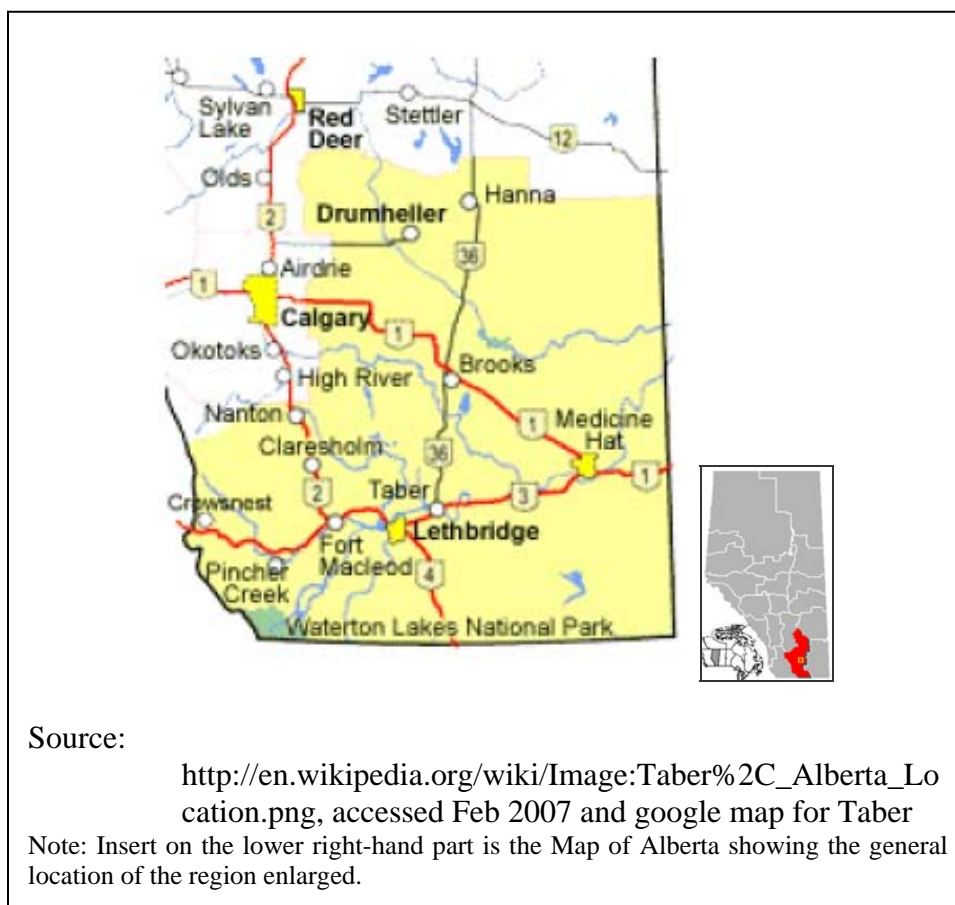 Sylvan
Lake
Red
Deer
Stettler
12
Olds
Hanna
2
Drumheller
36
Airdrie
1
Calgary
1
Okotoks
Brooks
High River
Nanton
1
Medicine
Hat
Claresholm
36
2
Taber
3
1
Crowsnest
Lethbridge
Fort
Macleod
4
Pincher
Creek
Waterton Lakes National Park
Source:
http://en.wikipedia.org/wiki/Image:Taber%2C_Alberta_Lo
cation.png, accessed Feb 2007 and google map for Taber
Note: Insert on the lower right-hand part is the Map of Alberta showing the general
location of the region enlarged.